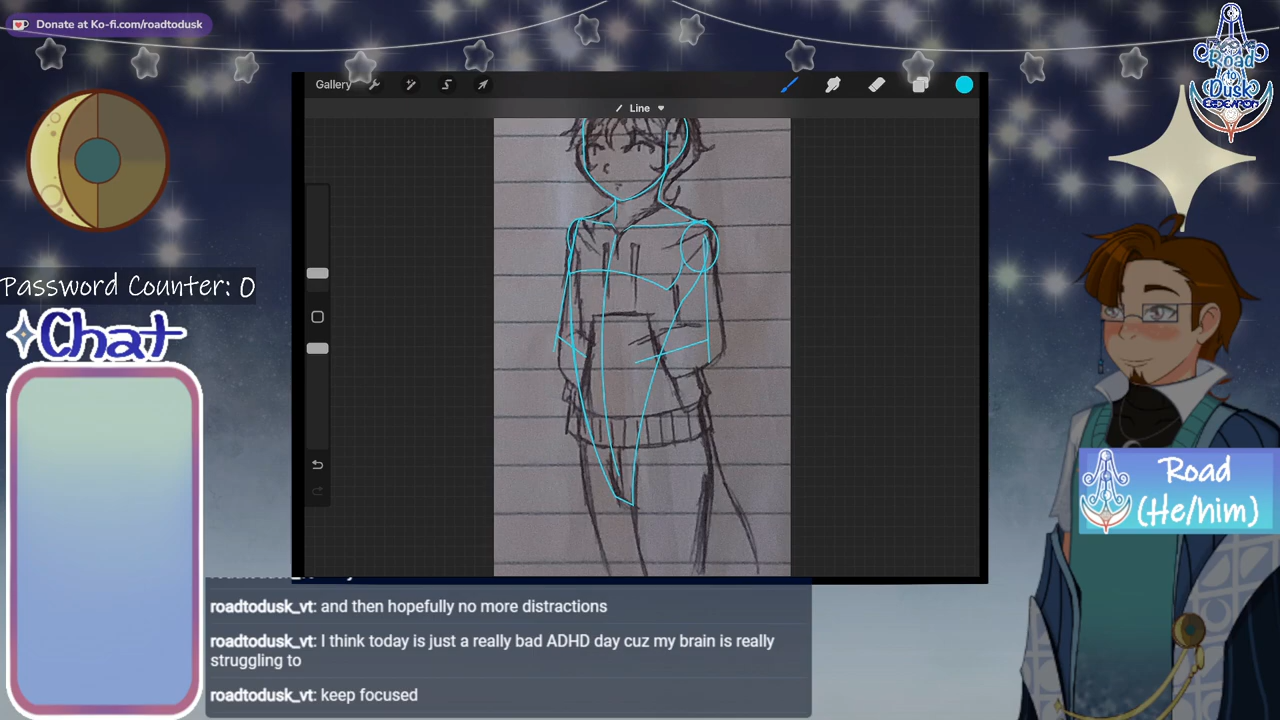 Donate at Ko-fi.com/roadtodusk
Road
to
Dusk
Gallery
Line
Password Counter: 0
Chat
Road
(He/him)
roadtodusk_vt: and then hopefully no more distractions
roadtodusk_vt: I think today is just a really bad ADHD day cuz my brain is really
struggling to
roadtodusk_vt: keep focused